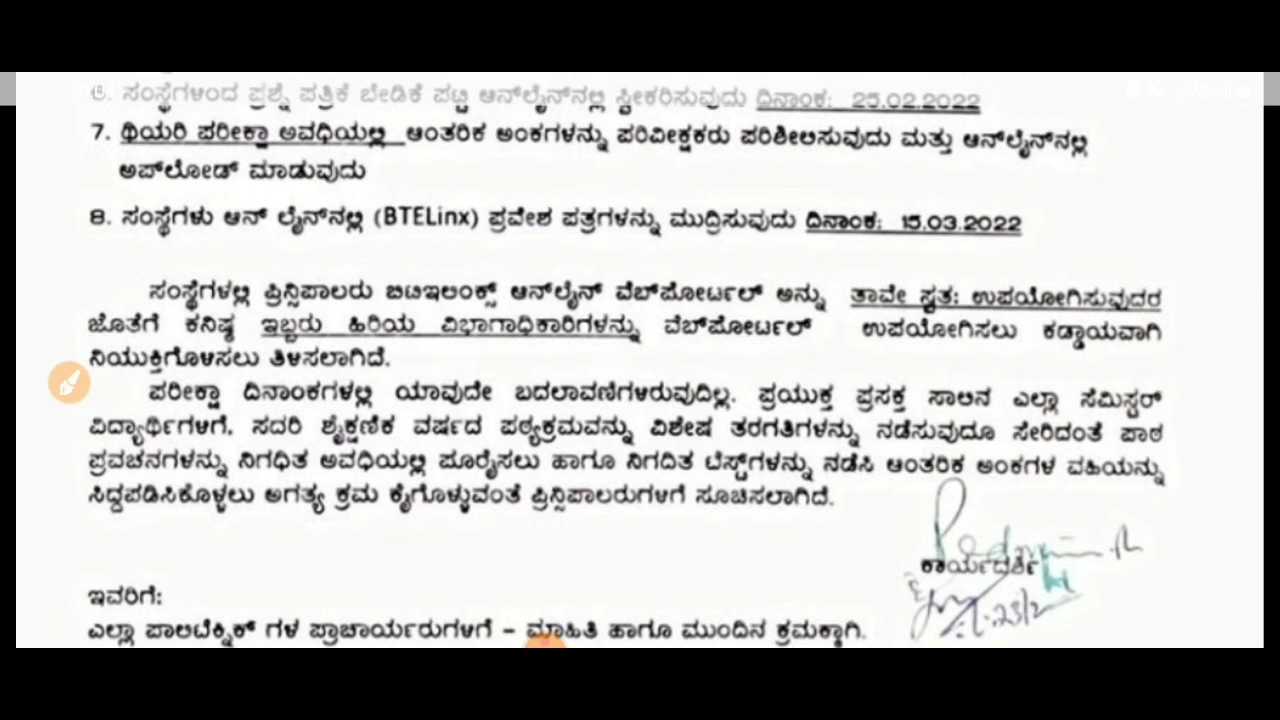 6. ಸಂಸ್ಥೆಗಳಿಂದ ಪ್ರಶ್ನೆ ಪತ್ರಿಕೆ ಬೇಡಿಕೆ ಪಟ್ಟಿ ಆನ್‌ಲೈನ್‌ನಲ್ಲಿ ಸ್ವೀಕರಿಸುವುದು ದಿನಾಂಕ: 25.02.2022
7. ಥಿಯರಿ ಪರೀಕ್ಷಾ ಅವಧಿಯಲ್ಲಿ ಆಂತರಿಕ ಅಂಕಗಳನ್ನು ಪರಿವೀಕ್ಷಕರು ಪರಿಶೀಲಿಸುವುದು ಮತ್ತು ಆನ್‌ಲೈನ್‌ನಲ್ಲಿ
ಅಪ್‌ಲೋಡ್ ಮಾಡುವುದು
8. ಸಂಸ್ಥೆಗಳು ಆನ್ ಲೈನ್‌ನಲ್ಲಿ (BTELinx) ಪ್ರವೇಶ ಪತ್ರಗಳನ್ನು ಮುದ್ರಿಸುವುದು ದಿನಾಂಕ: 15.03.2022
ಸಂಸ್ಥೆಗಳಲ್ಲಿ ಪ್ರಿನ್ಸಿಪಾಲರು ಬಿಟಿಇಲಿಂಕ್ಸ್ ಆನ್‌ಲೈನ್ ವೆಬ್‌ಪೋರ್ಟಲ್ ಅನ್ನು ತಾವೇ ಸ್ವತಃ ಉಪಯೋಗಿಸುವುದರ
ಜೊತೆಗೆ ಕನಿಷ್ಠ ಇಬ್ಬರು ಹಿರಿಯ ವಿಭಾಗಾಧಿಕಾರಿಗಳನ್ನು ವೆಬ್‌ಪೋರ್ಟಲ್ ಉಪಯೋಗಿಸಲು ಕಡ್ಡಾಯವಾಗಿ
ನಿಯುಕ್ತಿಗೊಳಿಸಲು ತಿಳಿಸಲಾಗಿದೆ.
ಪರೀಕ್ಷಾ ದಿನಾಂಕಗಳಲ್ಲಿ ಯಾವುದೇ ಬದಲಾವಣೆಗಳಿರುವುದಿಲ್ಲ. ಪ್ರಯುಕ್ತ ಪ್ರಸಕ್ತ ಸಾಲಿನ ಎಲ್ಲಾ ಸೆಮಿಸ್ಟರ್
ವಿದ್ಯಾರ್ಥಿಗಳಿಗೆ, ಸದರಿ ಶೈಕ್ಷಣಿಕ ವರ್ಷದ ಪಠ್ಯಕ್ರಮವನ್ನು ವಿಶೇಷ ತರಗತಿಗಳನ್ನು ನಡೆಸುವುದೂ ಸೇರಿದಂತೆ ಪಾಠ
ಪ್ರವಚನಗಳನ್ನು ನಿಗಧಿತ ಅವಧಿಯಲ್ಲಿ ಪೂರೈಸಲು ಹಾಗೂ ನಿಗದಿತ ಟೆಸ್ಟ್‌ಗಳನ್ನು ನಡೆಸಿ ಆಂತರಿಕ ಅಂಕಗಳ ವಹಿಯನ್ನು
ಸಿದ್ದಪಡಿಸಿಕೊಳ್ಳಲು ಅಗತ್ಯ ಕ್ರಮ ಕೈಗೊಳ್ಳುವಂತೆ ಪ್ರಿನ್ಸಿಪಾಲರುಗಳಿಗೆ ಸೂಚಿಸಲಾಗಿದೆ.
ಕಾರ್ಯದರ್ಶಿ
23/2
ಇವರಿಗೆ:
ಎಲ್ಲಾ ಪಾಲಿಟೆಕ್ನಿಕ್ ಗಳ ಪ್ರಾಚಾರ್ಯರುಗಳಿಗೆ – ಮಾಹಿತಿ ಹಾಗೂ ಮುಂದಿನ ಕ್ರಮಕ್ಕಾಗಿ.